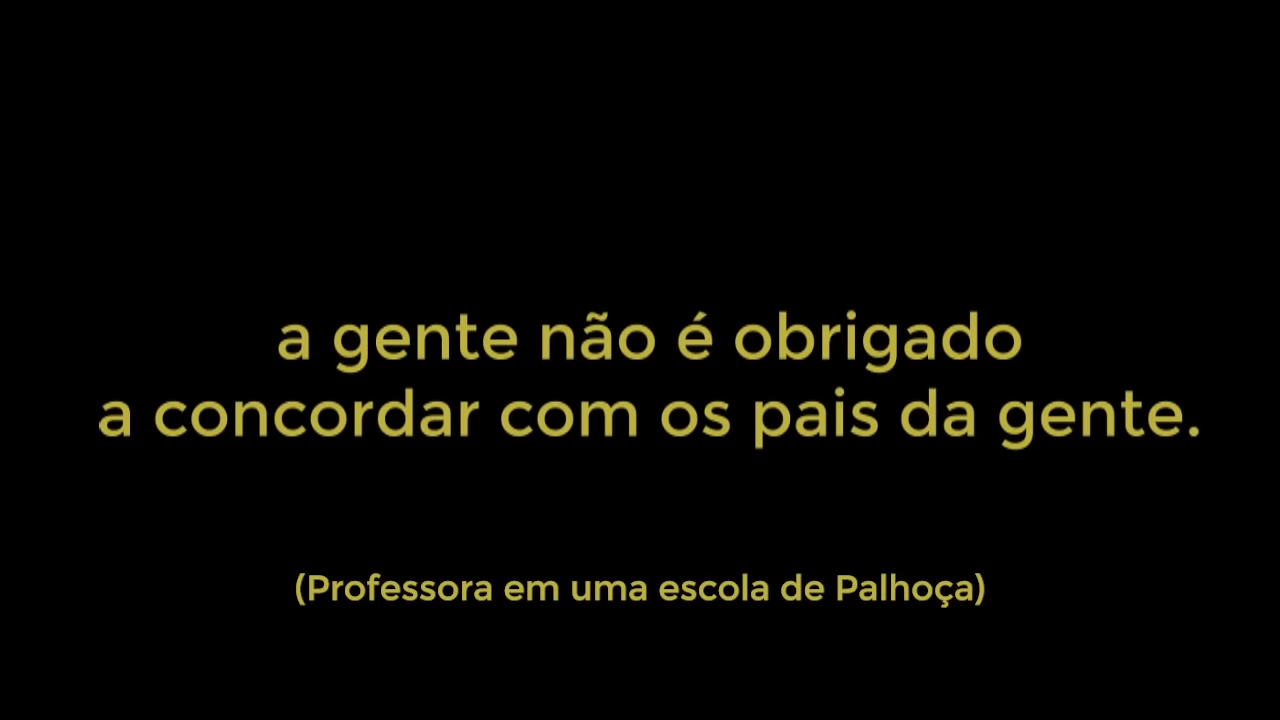 a gente não é obrigado
a concordar com os pais da gente.
(Professora em uma escola de Palhoça)